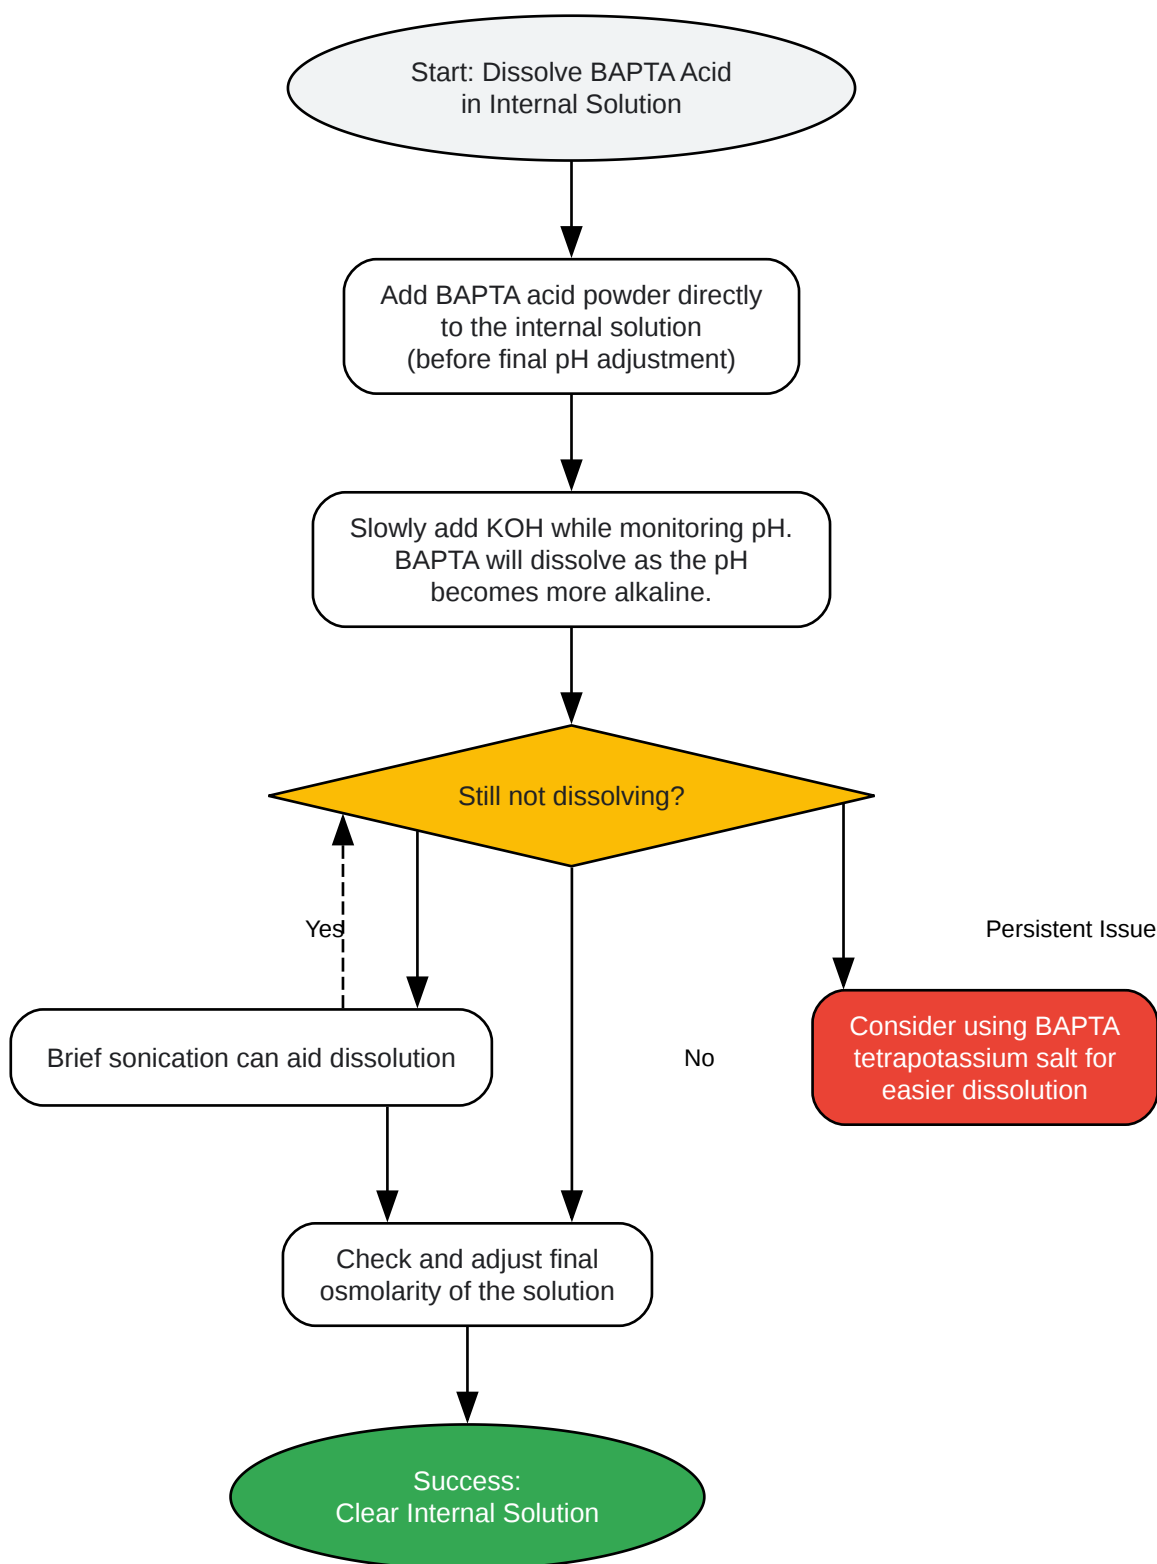 Start: Dissolve BAPTA Acid
in Internal Solution
Add BAPTA acid powder directly
to the internal solution
(before final pH adjustment)
Slowly add KOH while monitoring pH.
BAPTA will dissolve as the pH
becomes more alkaline.
Still not dissolving?
Yes
Persistent Issue
Brief sonication can aid dissolution
No
Consider using BAPTA
tetrapotassium salt for
easier dissolution
Check and adjust final
osmolarity of the solution
Success:
Clear Internal Solution